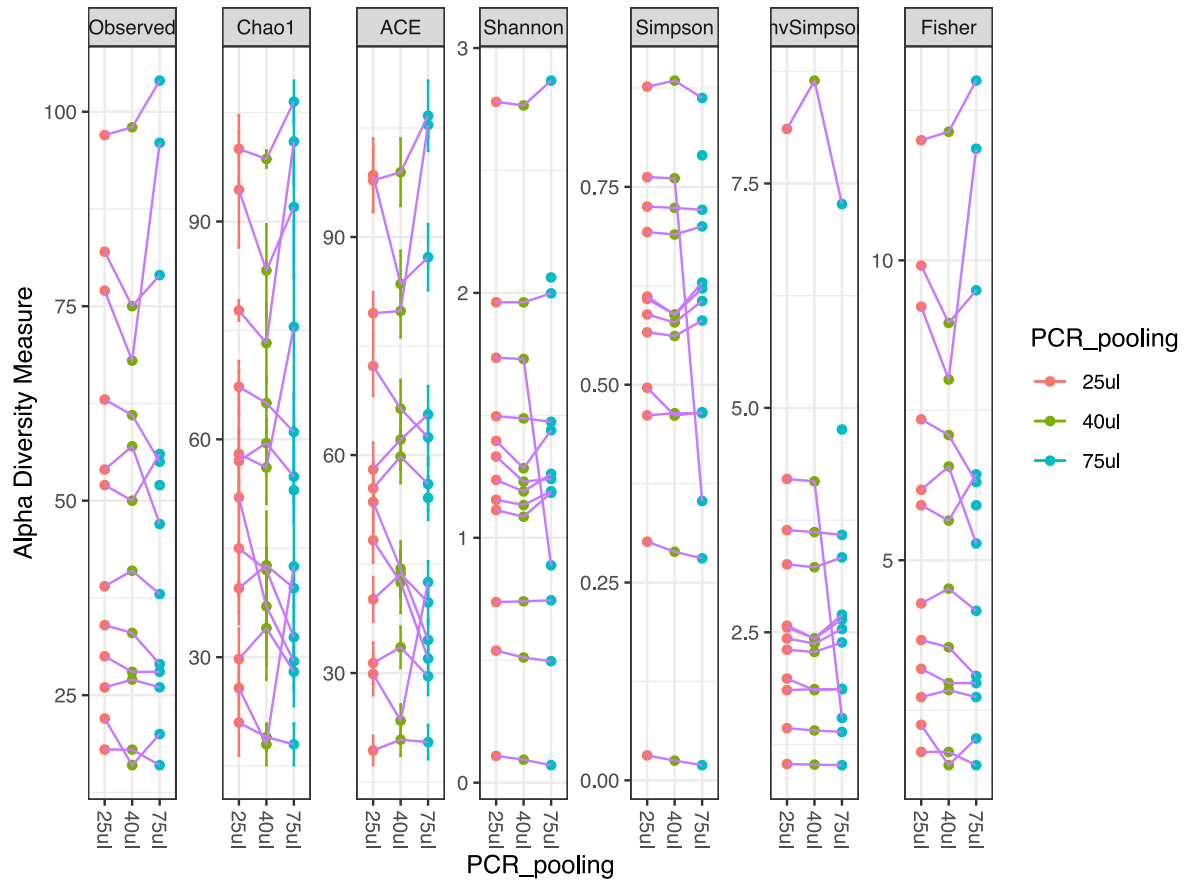 Observed
Chao1
ACE
Shannon
Simpson
nvSimpson
Fisher
Alpha Diversity Measure
100
75
50
25
90
60
30
90
60
30
3
2
1
0
0.75
0.50
0.25
0.00
7.5
5.0
2.5
10
5
25ul 40ul 75ul
25ul 40ul 75ul
25ul 40ul 75ul
25ul 40ul 75ul
25ul 40ul 75ul
25ul 40ul 75ul
25ul 40ul 75ul
PCR_pooling
PCR_pooling
25ul
40ul
75ul